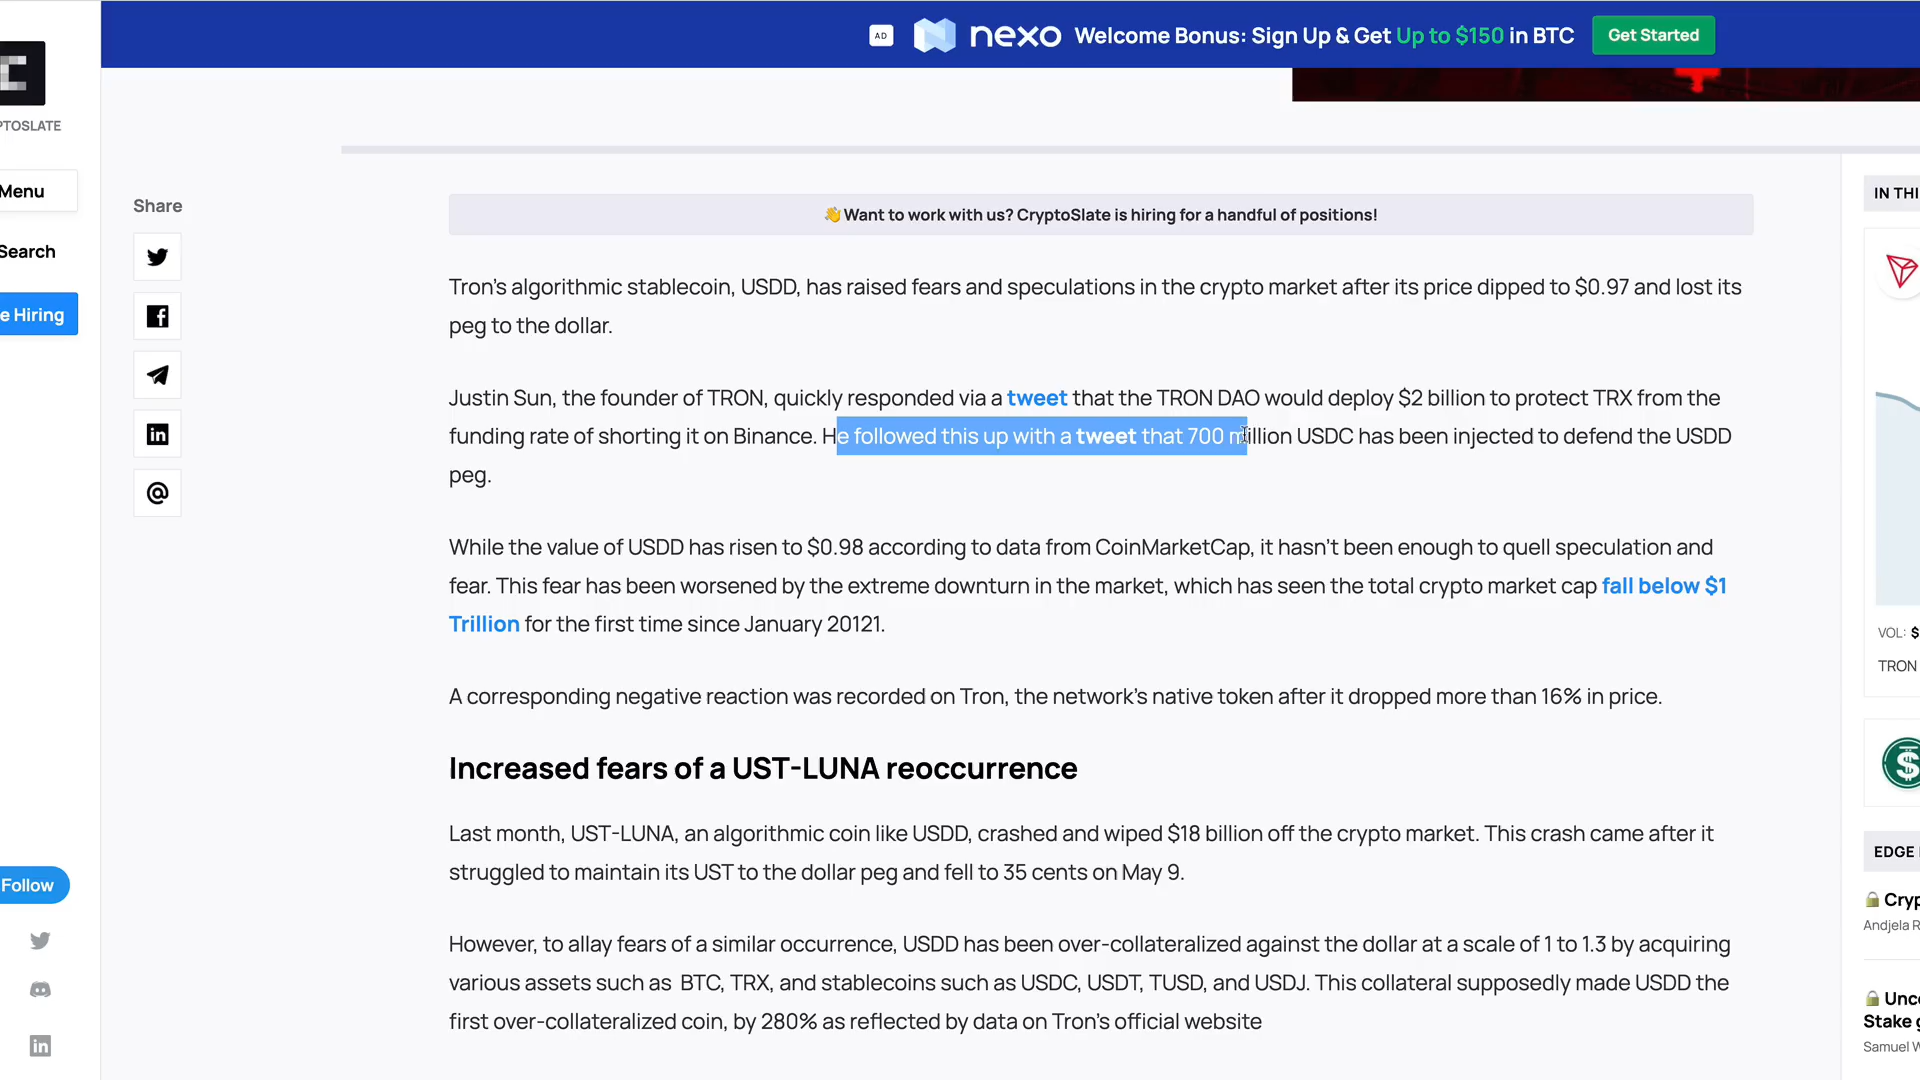 AD nexo Welcome Bonus: Sign Up & Get Up to $150 in BTC Get Started
PTOSLATE
Menu
Search
e Hiring
Share
👋Want to work with us? CryptoSlate is hiring for a handful of positions!
Tron's algorithmic stablecoin, USDD, has raised fears and speculations in the crypto market after its price dipped to $0.97 and lost its
peg to the dollar.
Justin Sun, the founder of TRON, quickly responded via a tweet that the TRON DAO would deploy $2 billion to protect TRX from the
funding rate of shorting it on Binance. He followed this up with a tweet that 700 million USDC has been injected to defend the USDD
peg.
While the value of USDD has risen to $0.98 according to data from CoinMarketCap, it hasn't been enough to quell speculation and
fear. This fear has been worsened by the extreme downturn in the market, which has seen the total crypto market cap fall below $1
Trillion for the first time since January 20121.
A corresponding negative reaction was recorded on Tron, the network's native token after it dropped more than 16% in price.
Increased fears of a UST-LUNA reoccurrence
Last month, UST-LUNA, an algorithmic coin like USDD, crashed and wiped $18 billion off the crypto market. This crash came after it
struggled to maintain its UST to the dollar peg and fell to 35 cents on May 9.
However, to allay fears of a similar occurrence, USDD has been over-collateralized against the dollar at a scale of 1 to 1.3 by acquiring
various assets such as BTC, TRX, and stablecoins such as USDC, USDT, TUSD, and USDJ. This collateral supposedly made USDD the
first over-collateralized coin, by 280% as reflected by data on Tron's official website
Follow
IN THI
VOL: $
TRON
EDGE
🔒 Cryp
Andjela R
🔒 Unco
Stake g
Samuel W